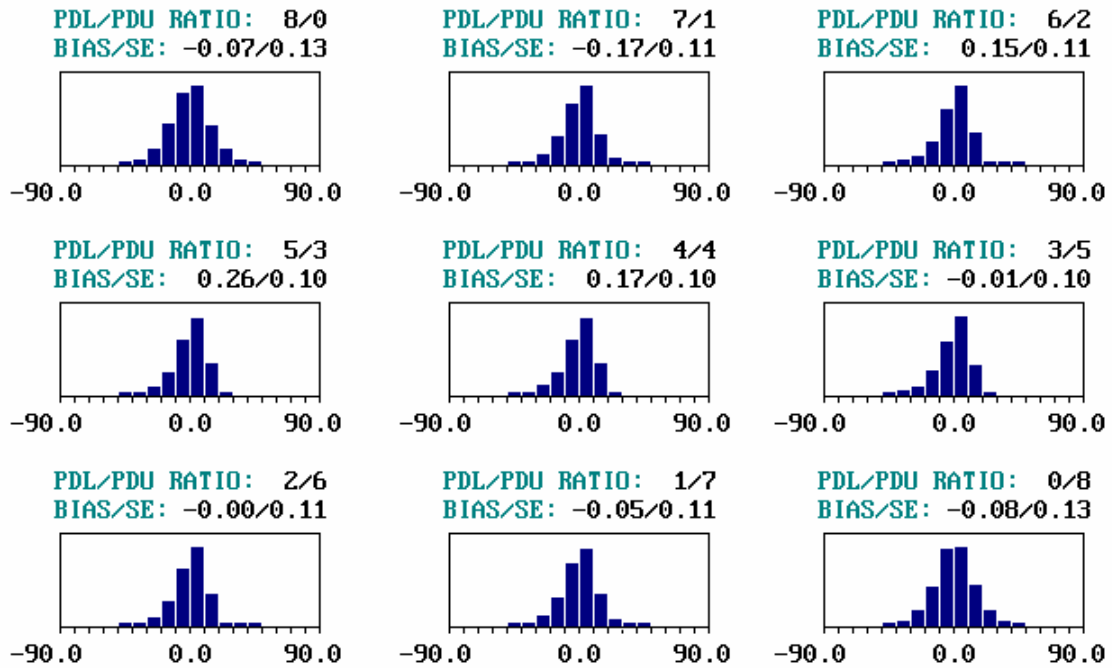 PDL/PDU RATIO: 8/0 PDL/PDU RATIO: 7/1 PDL/PDU RATIO: 6/2
BIAS/SE: -0.07/0.13 BIAS/SE: -0.17/0.11 BIAS/SE: 0.15/0.11
-90.0 0.0 90.0 -90.0 0.0 90.0 -90.0 0.0 90.0
PDL/PDU RATIO: 5/3 PDL/PDU RATIO: 4/4 PDL/PDU RATIO: 3/5
BIAS/SE: 0.26/0.10 BIAS/SE: 0.17/0.10 BIAS/SE: -0.01/0.10
-90.0 0.0 90.0 -90.0 0.0 90.0 -90.0 0.0 90.0
PDL/PDU RATIO: 2/6 PDL/PDU RATIO: 1/7 PDL/PDU RATIO: 0/8
BIAS/SE: -0.00/0.11 BIAS/SE: -0.05/0.11 BIAS/SE: -0.08/0.13
-90.0 0.0 90.0 -90.0 0.0 90.0 -90.0 0.0 90.0